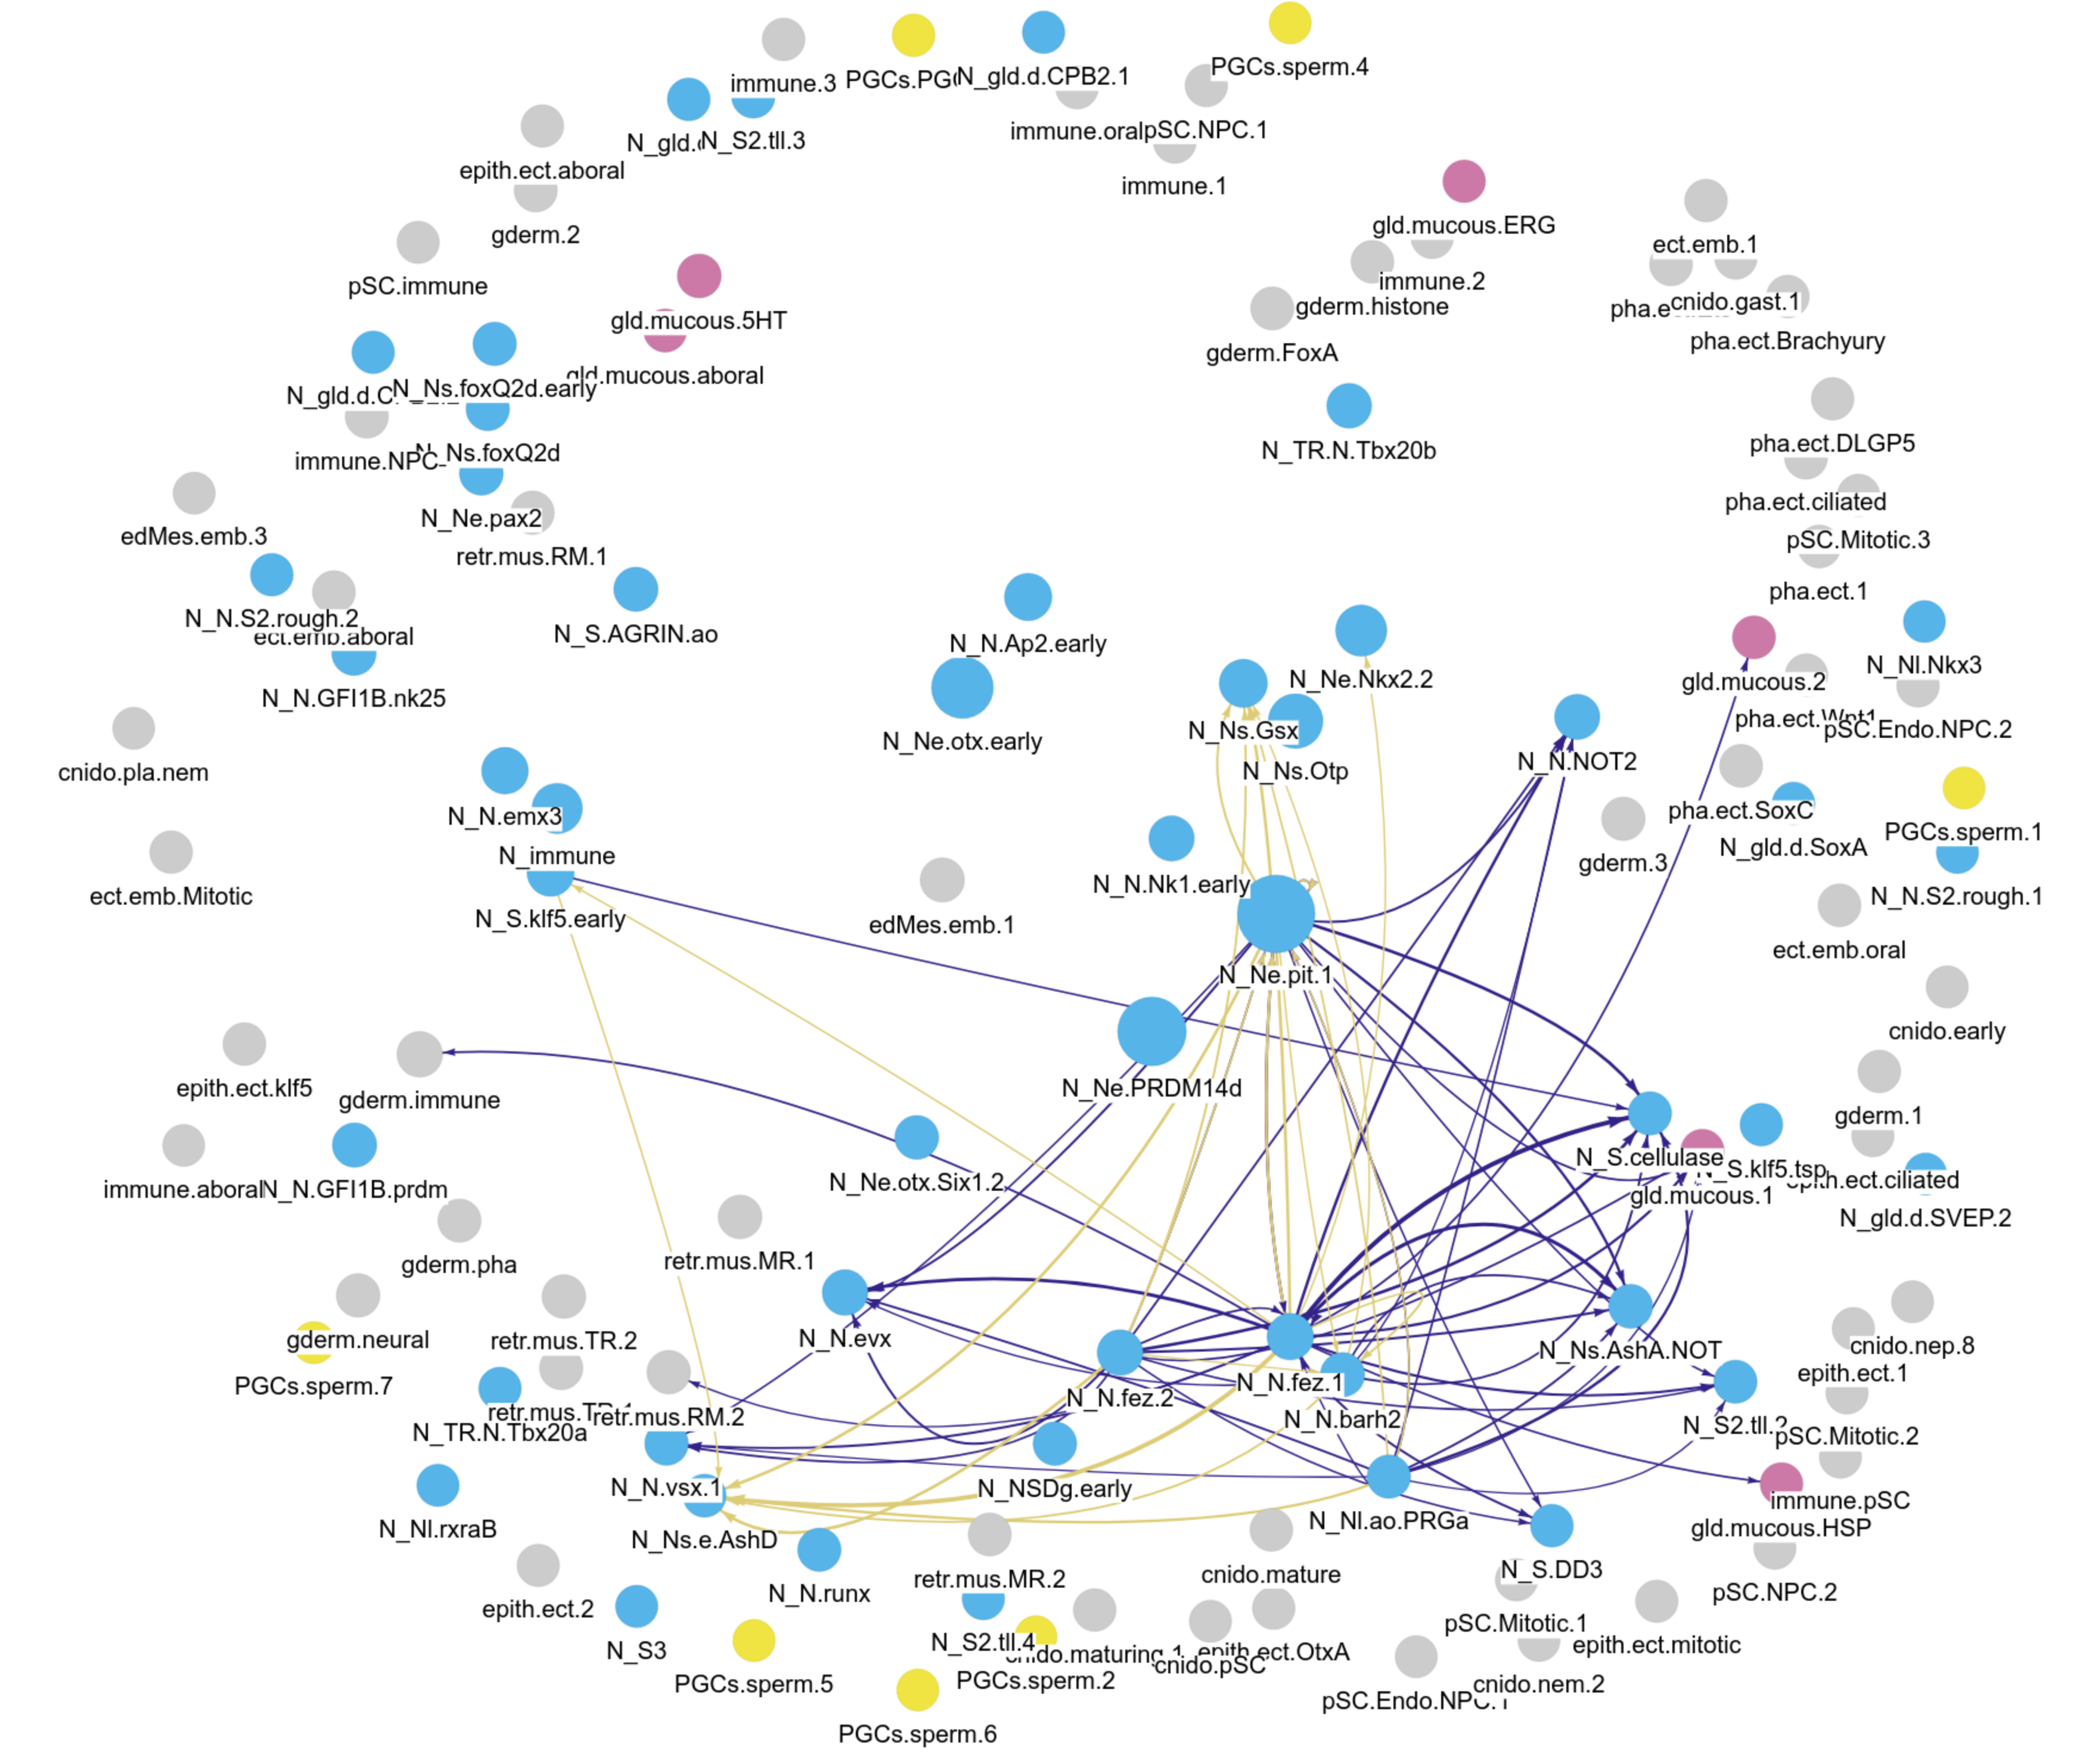 immune.3
PGCs.PG
N_gld.d.CPB2.1
PGCs.sperm.4
N_gld.
N_S2.tll.3
immune.oral
pSC.NPC.1
epith.ect.aboral
immune.1
gderm.2
gld.mucous.ERG
ect.emb.1
pSC.immune
immune.2
gderm.histone
cnido.gast.1
pha.e
gld.mucous.5HT
gderm.FoxA
pha.ect.Brachyury
gld.mucous.aboral
N_gld.d.C
N_Ns.foxQ2d.early
N_Ns.foxQ2d
immune.NPC
N_TR.N.Tbx20b
pha.ect.DLGP5
pha.ect.ciliated
N_Ne.pax2
edMes.emb.3
pSC.Mitotic.3
retr.mus.RM.1
pha.ect.1
N_N.S2.rough.2
ect.emb.aboral
N_S.AGRIN.ao
N_N.Ap2.early
N_Ne.Nkx2.2
N_Nl.Nkx3
gld.mucous.2
N_N.GFI1B.nk25
pha.ect.Wnt1
pSC.Endo.NPC.2
N_Ns.Gsx
N_Ne.otx.early
N_Ns.Otp
N_N.NOT2
cnido.pla.nem
N_N.emx3
pha.ect.SoxC
PGCs.sperm.1
N_immune
N_gld.d.SoxA
gderm.3
N_N.Nk1.early
ect.emb.Mitotic
N_N.S2.rough.1
N_S.klf5.early
edMes.emb.1
ect.emb.oral
N_Ne.pit.1
cnido.early
epith.ect.klf5
gderm.immune
N_Ne.PRDM14d
gderm.1
N_S.cellulase
N_S.klf5.tsp
epith.ect.ciliated
immune.aboral
N_N.GFI1B.prdm
N_Ne.otx.Six1.2
gld.mucous.1
N_gld.d.SVEP.2
gderm.pha
retr.mus.MR.1
gderm.neural
retr.mus.TR.2
N_N.evx
N_Ns.AshA.NOT
cnido.nep.8
epith.ect.1
PGCs.sperm.7
N_N.fez.1
N_N.fez.2
retr.mus.TR.1
retr.mus.RM.2
N_N.barh2
N_S2.tll.2
pSC.Mitotic.2
N_TR.N.Tbx20a
N_N.vsx.1
N_NSDg.early
immune.pSC
N_Nl.rxraB
N_Nl.ao.PRGa
gld.mucous.HSP
N_Ns.e.AshD
N_S.DD3
cnido.mature
retr.mus.MR.2
N_N.runx
pSC.NPC.2
epith.ect.2
pSC.Mitotic.1
N_S2.tll.4
epith.ect.mitotic
N_S3
cnido.maturing.1
epith.ect.OtxA
cnido.pSC
PGCs.sperm.5
PGCs.sperm.2
cnido.nem.2
pSC.Endo.NPC.1
PGCs.sperm.6